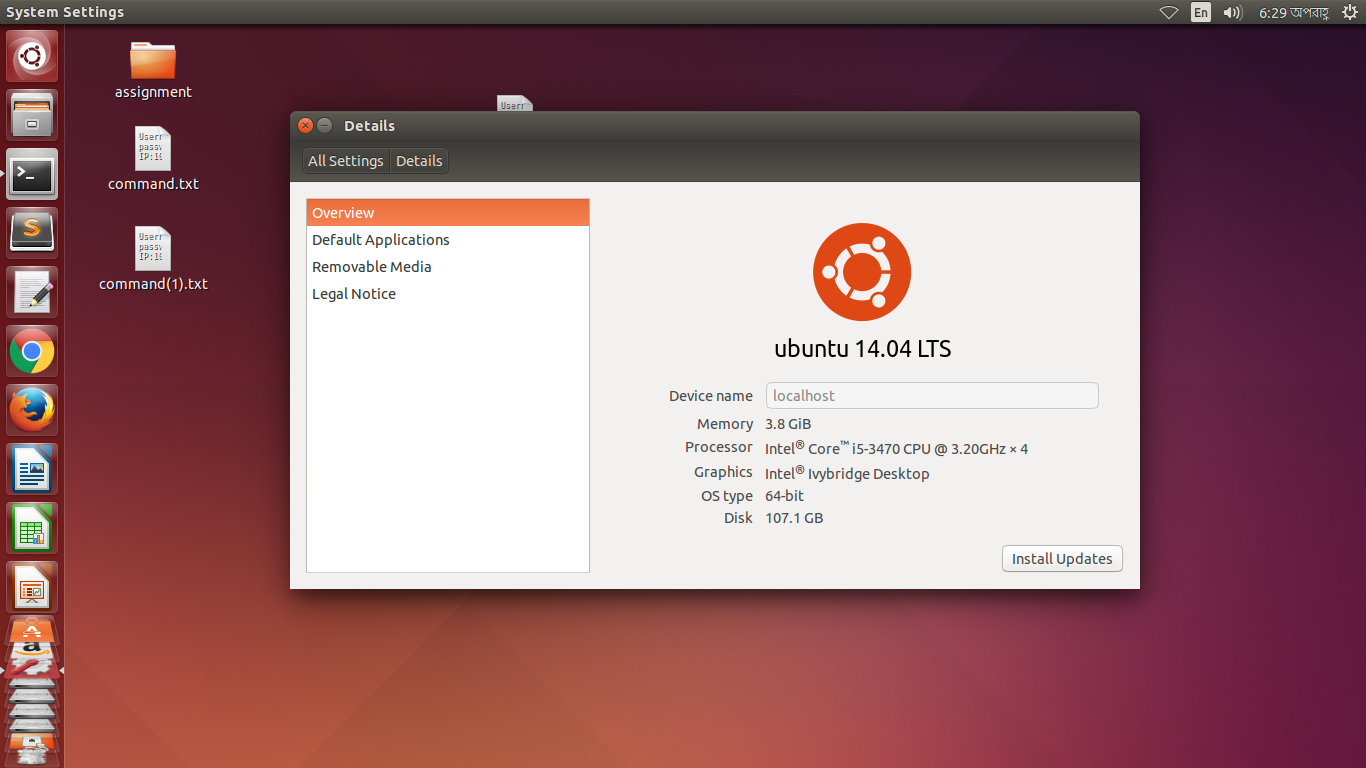 System Settings
En
6:29 অপরাহ্ণ
assignment
Userr
passw
IP:16
command.txt
Userr
passw
IP:16
command(1).txt
Userr
Details
All Settings
Details
Overview
Default Applications
Removable Media
Legal Notice
ubuntu 14.04 LTS
Device name localhost
Memory 3.8 GiB
Processor Intel® Core™ i5-3470 CPU @ 3.20GHz × 4
Graphics Intel® Ivybridge Desktop
OS type 64-bit
Disk 107.1 GB
Install Updates